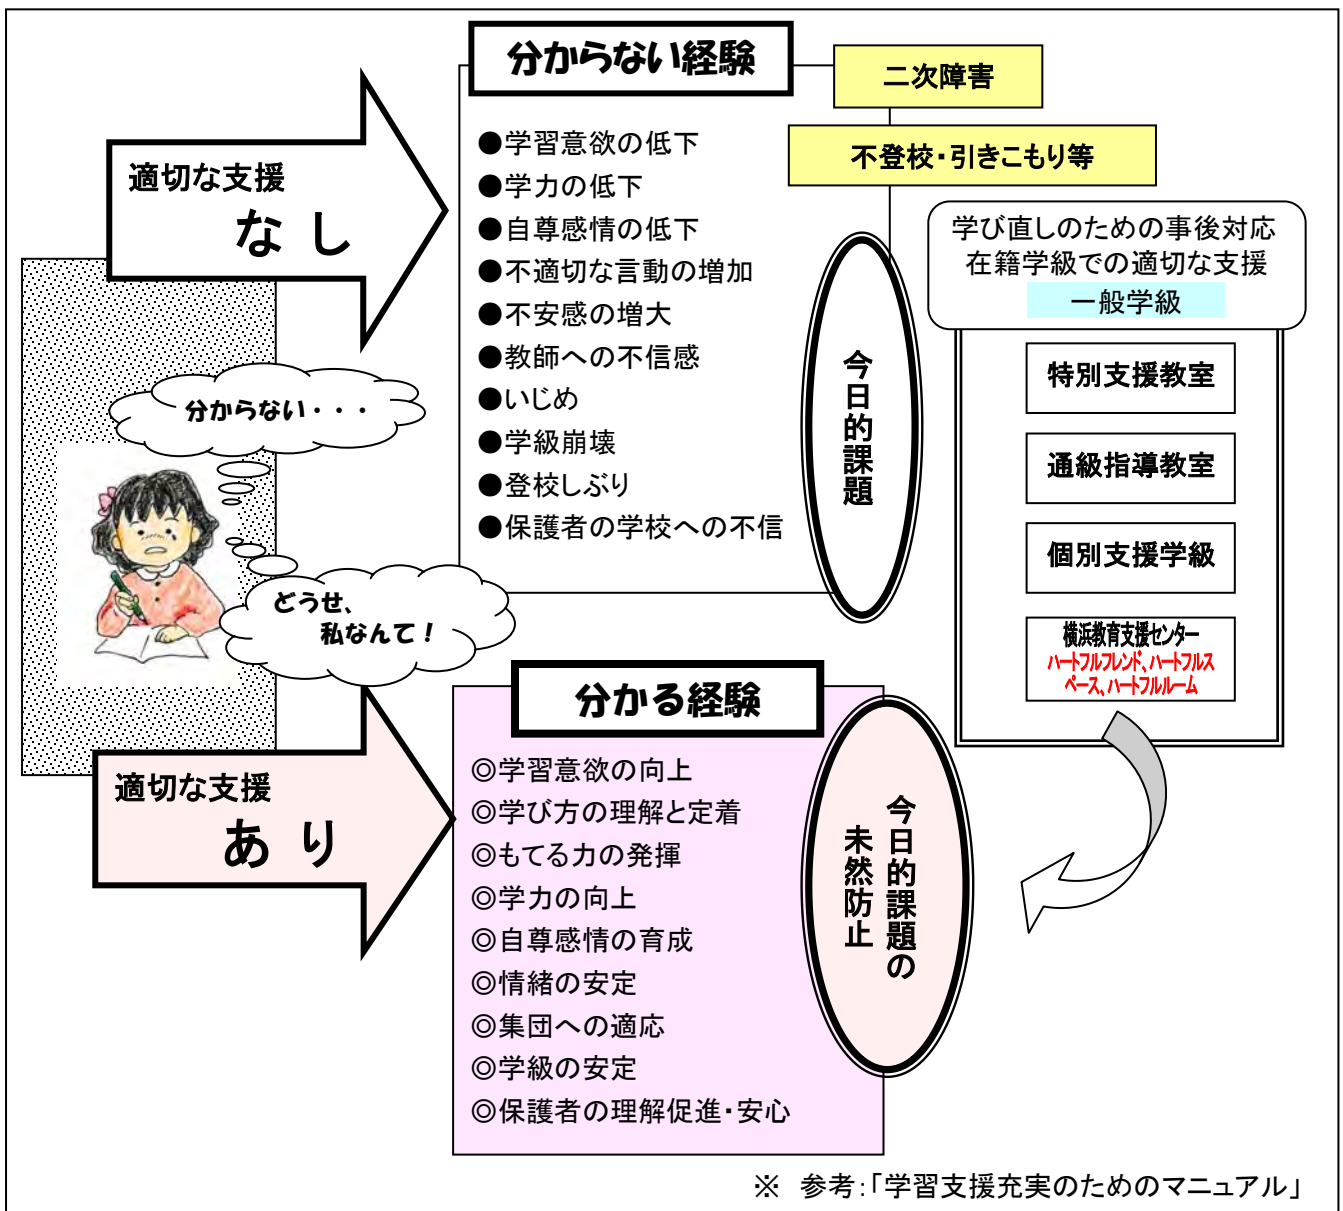 分からない経験
二次障害
不登校・引きこもり等
適切な支援
なし
●学習意欲の低下
●学力の低下
●自尊感情の低下
●不適切な言動の増加
●不安感の増大
●教師への不信感
●いじめ
●学級崩壊
●登校しぶり
●保護者の学校への不信
今日的課題
学び直しのための事後対応
在籍学級での適切な支援
一般学級
特別支援教室
通級指導教室
個別支援学級
横浜教育支援センター
ハートフルフレンド、ハートフルス
ペース、ハートフルルーム
分からない・・・
どうせ、
私なんて！
適切な支援
あり
分かる経験
◎学習意欲の向上
◎学び方の理解と定着
◎もてる力の発揮
◎学力の向上
◎自尊感情の育成
◎情緒の安定
◎集団への適応
◎学級の安定
◎保護者の理解促進・安心
今日的課題の
未然防止
※　参考：「学習支援充実のためのマニュアル」